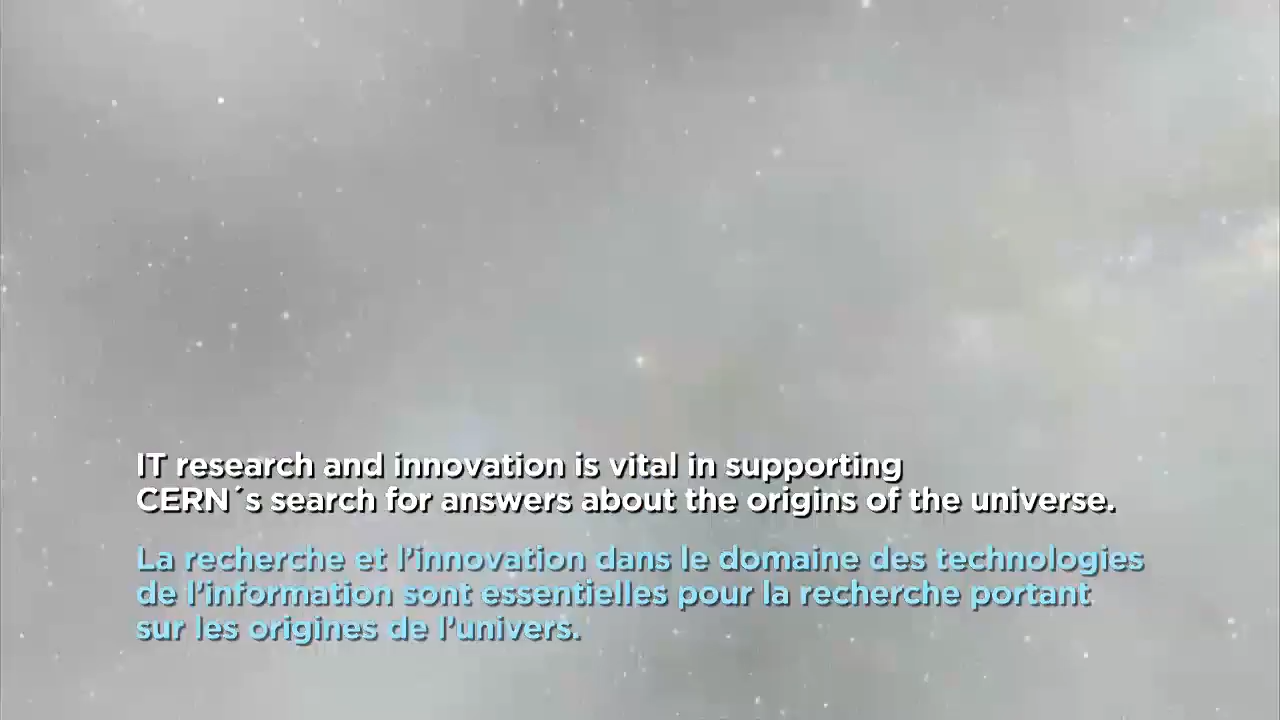 IT research and innovation is vital in supporting
CERN´s search for answers about the origins of the universe.
La recherche et l’innovation dans le domaine des technologies
de l’information sont essentielles pour la recherche portant
sur les origines de l’univers.